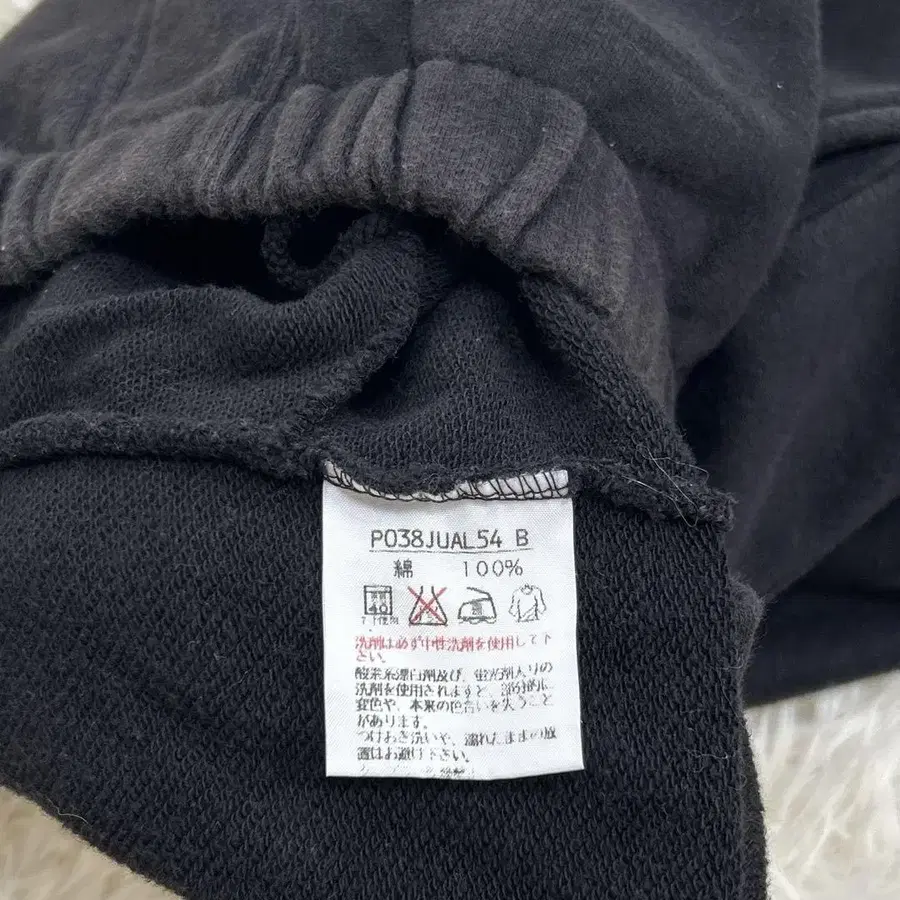 P038JUAL54 B
綿 100%
40
洗剤は必ず中性洗剤を使用して下
さい。
酸素系漂白剤及び、蛍光剤入りの
洗剤を使用されますと、部分的に
変色や、本来の色合いを失うこと
があります。
つけおき洗いや、濡れたままの放
置はお避け下さい。